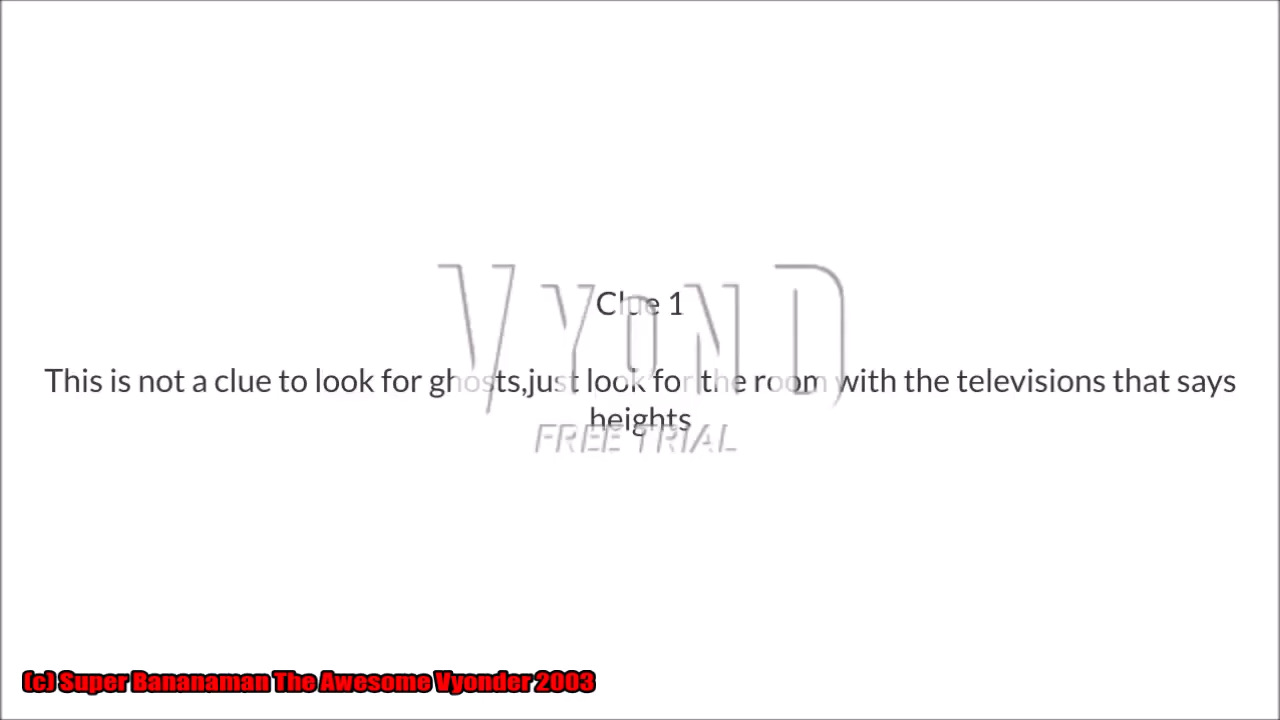 Clue 1
This is not a clue to look for ghosts,just look for the room with the televisions that says
heights
VYOND
FREE TRIAL
(c) Super Bananaman The Awesome Vyonder 2003